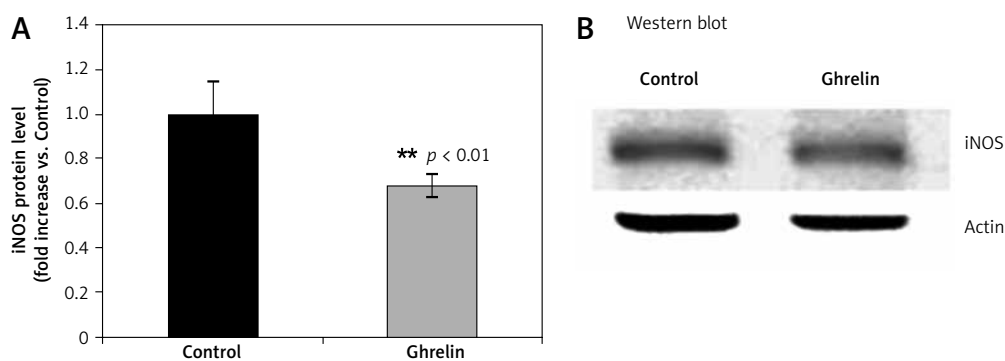 A
iNOS protein level
(fold increase vs. Control)
1.4
1.2
1.0
0.8
0.6
0.4
0.2
0
** p < 0.01
Control Ghrelin
B Western blot
Control Ghrelin
iNOS
Actin